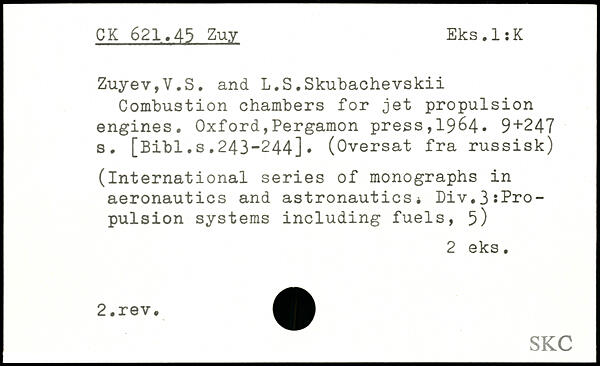 CK 621.45 Zuy Eks.1:K
Zuyev,V.S. and L.S.Skubachevskii
Combustion chambers for jet propulsion
engines. Oxford,Pergamon press,1964. 9+247
s. [Bibl.s.243-244]. (Oversat fra russisk)
(International series of monographs in
aeronautics and astronautics. Div.3:Pro-
pulsion systems including fuels, 5)
2 eks.
2.rev.
SKC